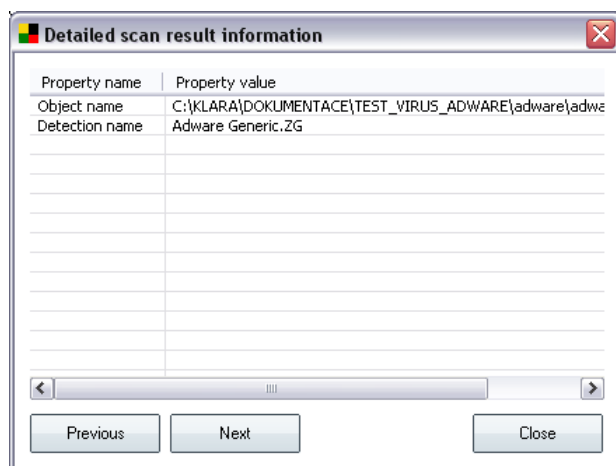 Detailed scan result information
Property name Property value
Object name C:\KLARA\DOKUMENTACE\TEST_VIRUS_ADWARE\adware\adwa
Detection name Adware Generic.ZG
Previous Next Close